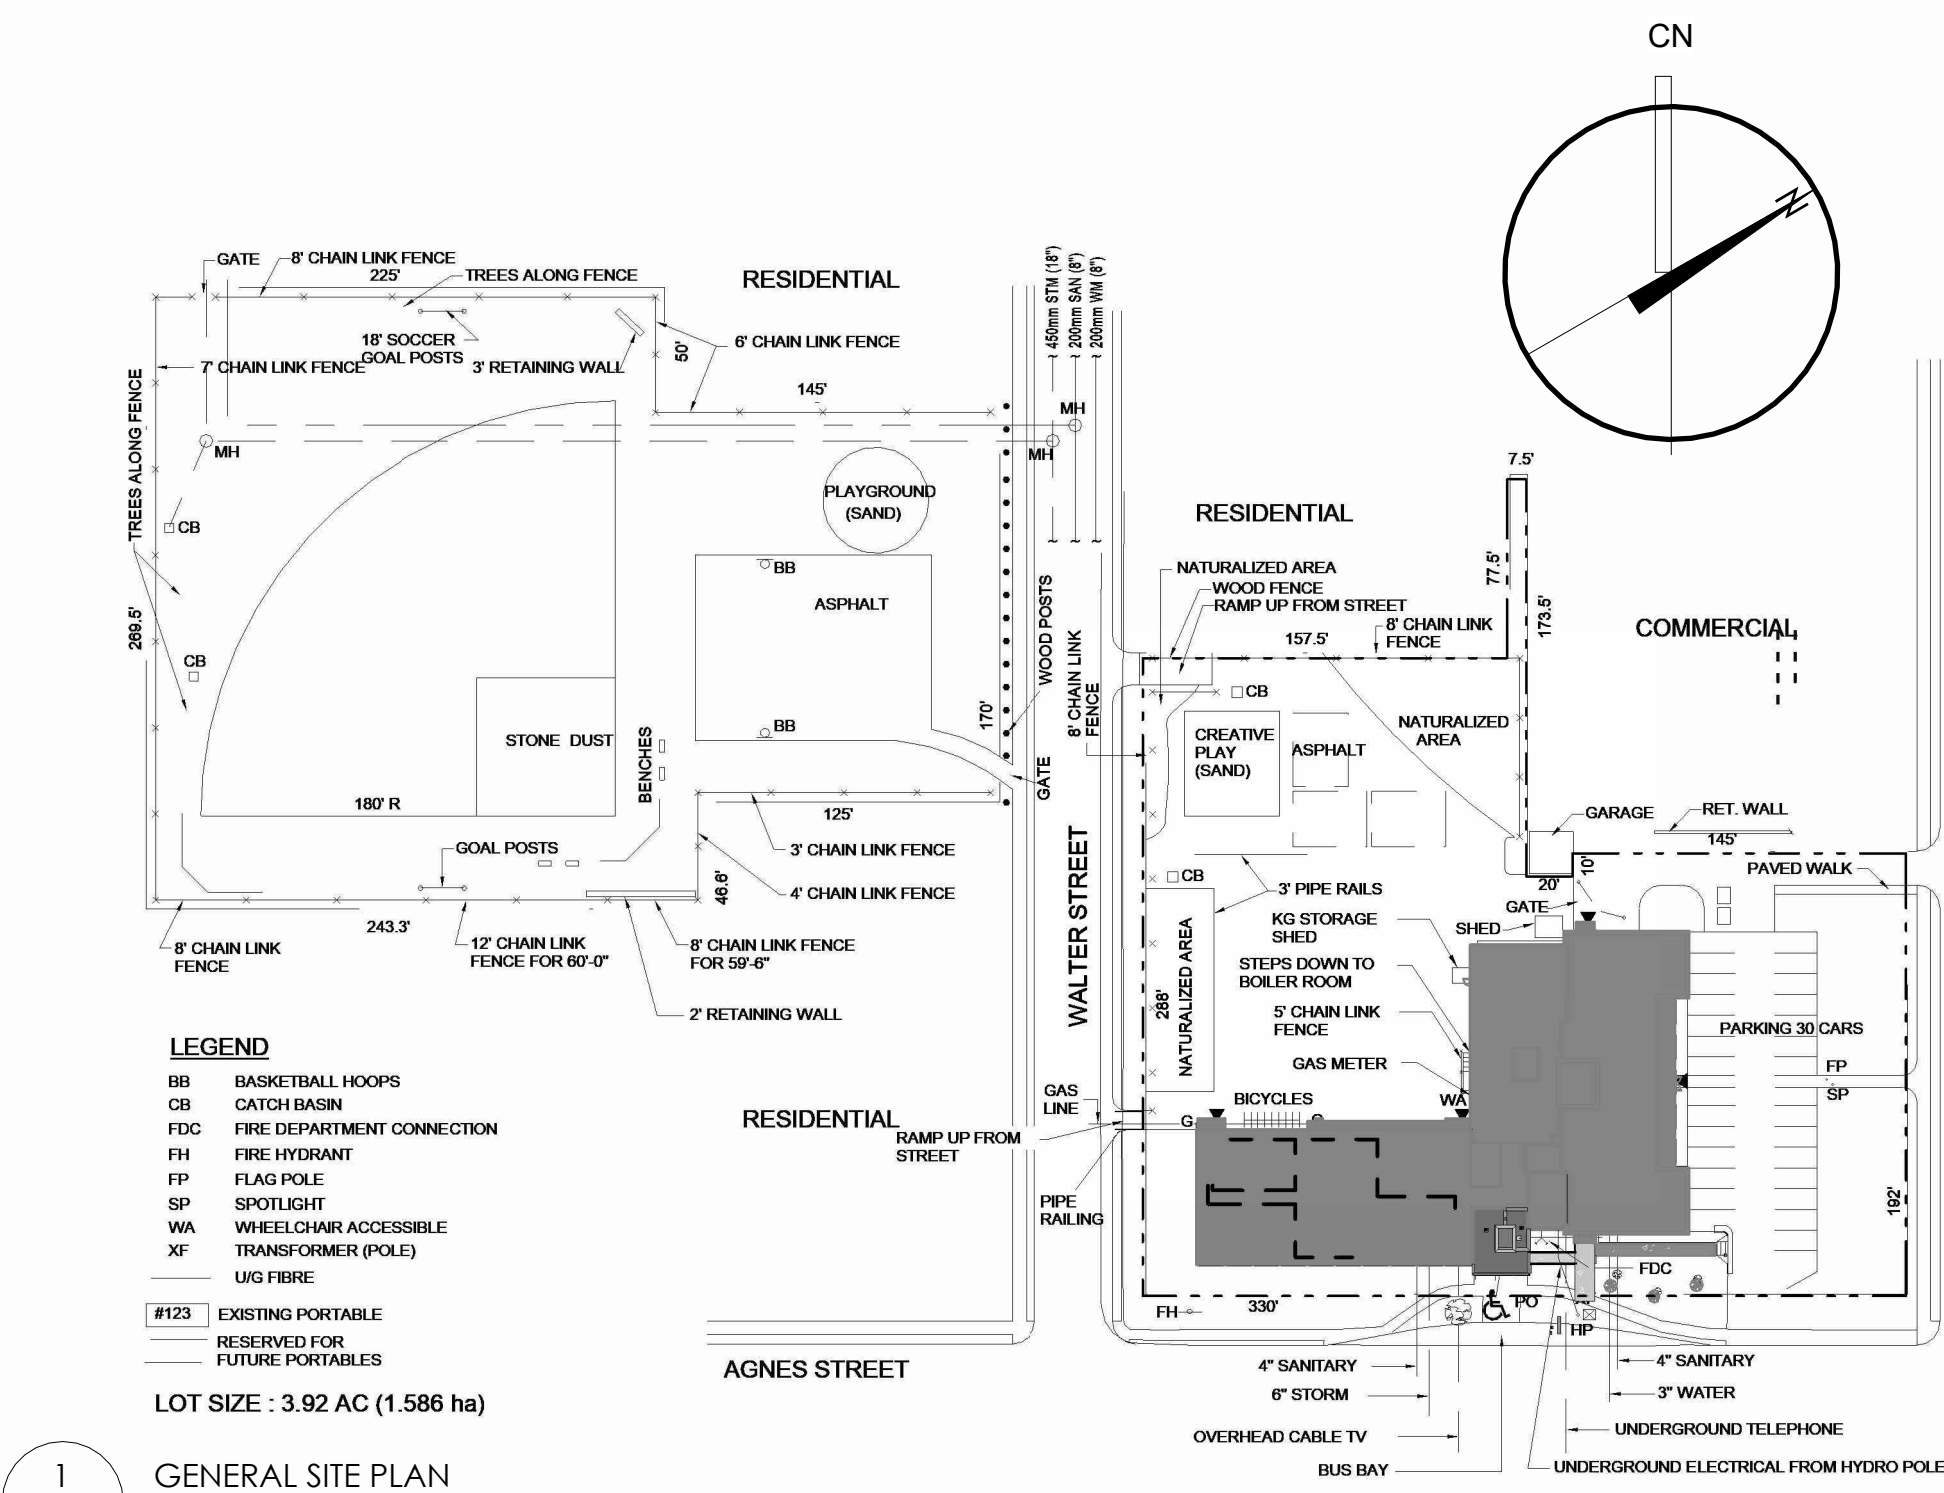 CN
N
GATE
8' CHAIN LINK FENCE
225'
TREES ALONG FENCE
RESIDENTIAL
18' SOCCER
GOAL POSTS
7' CHAIN LINK FENCE
3' RETAINING WALL
50'
6' CHAIN LINK FENCE
145'
450mm STM (18")
200mm SAN (8")
200mm WM (8")
MH
MH
MH
TREES ALONG FENCE
CB
PLAYGROUND
(SAND)
BB
ASPHALT
269.5'
CB
BB
STONE DUST
BENCHES
180' R
170'
WOOD POSTS
GATE
125'
GOAL POSTS
3' CHAIN LINK FENCE
4' CHAIN LINK FENCE
46.6'
243.3'
8' CHAIN LINK
FENCE
12' CHAIN LINK
FENCE FOR 60'-0"
8' CHAIN LINK FENCE
FOR 59'-6"
2' RETAINING WALL
8' CHAIN LINK
FENCE
WALTER STREET
RESIDENTIAL
7.5'
77.5'
173.5'
NATURALIZED AREA
WOOD FENCE
RAMP UP FROM STREET
157.5'
8' CHAIN LINK
FENCE
COMMERCIAL
CB
CREATIVE
PLAY
(SAND)
ASPHALT
NATURALIZED
AREA
GARAGE
RET. WALL
145'
PAVED WALK
10'
20'
CB
3' PIPE RAILS
GATE
SHED
KG STORAGE
SHED
STEPS DOWN TO
BOILER ROOM
5' CHAIN LINK
FENCE
GAS METER
288'
NATURALIZED AREA
PARKING 30 CARS
FP
SP
WA
BICYCLES
GAS
LINE
G
G
RAMP UP FROM
STREET
PIPE
RAILING
192'
RESIDENTIAL
FDC
FH
330'
PO
HP
AGNES STREET
4" SANITARY
6" STORM
OVERHEAD CABLE TV
BUS BAY
4" SANITARY
3" WATER
UNDERGROUND TELEPHONE
UNDERGROUND ELECTRICAL FROM HYDRO POLE
LEGEND
BB BASKETBALL HOOPS
CB CATCH BASIN
FDC FIRE DEPARTMENT CONNECTION
FH FIRE HYDRANT
FP FLAG POLE
SP SPOTLIGHT
WA WHEELCHAIR ACCESSIBLE
XF TRANSFORMER (POLE)
U/G FIBRE
#123 EXISTING PORTABLE
RESERVED FOR
FUTURE PORTABLES
LOT SIZE : 3.92 AC (1.586 ha)
1 GENERAL SITE PLAN